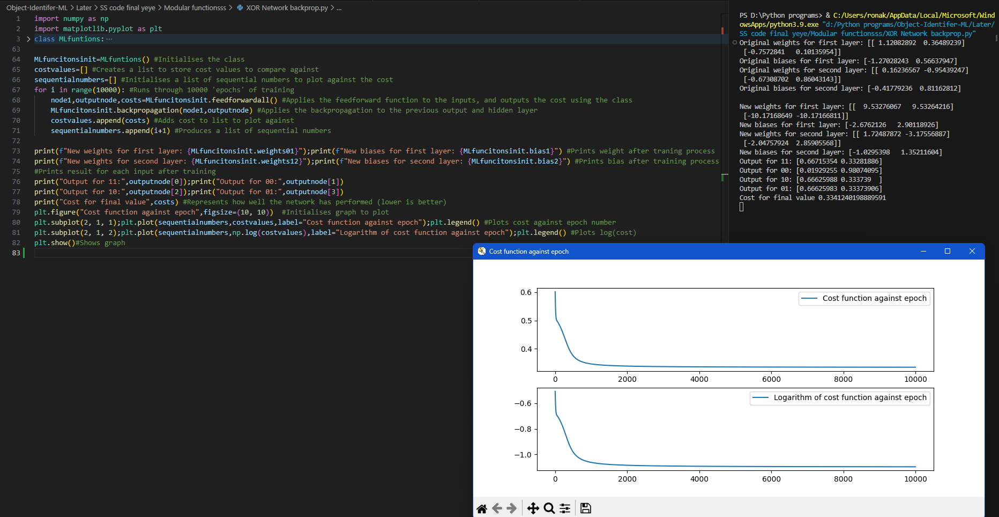 Object-Identifer-ML > Later > SS code final yeye > Modular functionsss > XOR Network backprop.py > ...
1 import numpy as np
2 import matplotlib.pyplot as plt
3 > class MLfuntions: ...
63
64 MLfuncitonsinit=MLfuntions() #Initialises the class
65 costvalues=[] #Creates a list to store cost values to compare against
66 sequentialnumbers=[] #Initialises a list of sequential numbers to plot against the cost
67 for i in range(10000): #Runs through 10000 'epochs' of training
68 node1,outputnode,costs=MLfuncitonsinit.feedforwardall() #Applies the feedforward function to the inputs, and outputs the cost using the class
69 MLfuncitonsinit.backpropagation(node1,outputnode) #Applies the backpropagation to the previous output and hidden layer
70 costvalues.append(costs) #Adds cost to list to plot against
71 sequentialnumbers.append(i+1) #Produces a list of sequential numbers
72
73 print(f"New weights for first layer: {MLfuncitonsinit.weights01}");print(f"New biases for first layer: {MLfuncitonsinit.bias1}") #Prints weight after traning process
74 print(f"New weights for second layer: {MLfuncitonsinit.weights12}");print(f"New biases for second layer: {MLfuncitonsinit.bias2}") #Prints bias after training process
75 #Prints result for each input after training
76 print("Output for 11:",outputnode[0]);print("Output for 00:",outputnode[1])
77 print("Output for 10:",outputnode[2]);print("Output for 01:",outputnode[3])
78 print("Cost for final value",costs) #Represents how well the network has performed (lower is better)
79 plt.figure("Cost function against epoch",figsize=(10, 10))  #Initialises graph to plot
80 plt.subplot(2, 1, 1);plt.plot(sequentialnumbers,costvalues,label="Cost function against epoch");plt.legend() #Plots cost against epoch number
81 plt.subplot(2, 1, 2);plt.plot(sequentialnumbers,np.log(costvalues),label="Logarithm of cost function against epoch");plt.legend() #Plots log(cost)
82 plt.show()#Shows graph
83
PS D:\Python programs> & C:/Users/ronak/AppData/Local/Microsoft/Wind
owsApps/python3.9.exe "d:/Python programs/Object-Identifer-ML/Later/
SS code final yeye/Modular functionsss/XOR Network backprop.py"
Original weights for first layer: [[ 1.12082892  0.36489239]
[-0.7572841   0.10135954]]
Original biases for first layer: [-1.27028243  0.56637947]
Original weights for second layer: [[ 0.16236567 -0.95439247]
[-0.67308702  0.86043143]]
Original biases for second layer: [-0.41779236  0.81162812]
New weights for first layer: [[  9.53276067   9.53264216]
[-10.17168649 -10.17166811]]
New biases for first layer: [-2.6762126   2.90118926]
New weights for second layer: [[ 1.72487872 -3.17556887]
[-2.04757924  2.85905568]]
New biases for second layer: [-1.0295398   1.35211604]
Output for 11: [0.66715354 0.33281886]
Output for 00: [0.01929255 0.98074095]
Output for 10: [0.66625988 0.333739  ]
Output for 01: [0.66625983 0.33373906]
Cost for final value 0.3341240198889591
Cost function against epoch
0.6
0.5
0.4
Cost function against epoch
0 2000 4000 6000 8000 10000
−0.6
−0.8
−1.0
Logarithm of cost function against epoch
0 2000 4000 6000 8000 10000